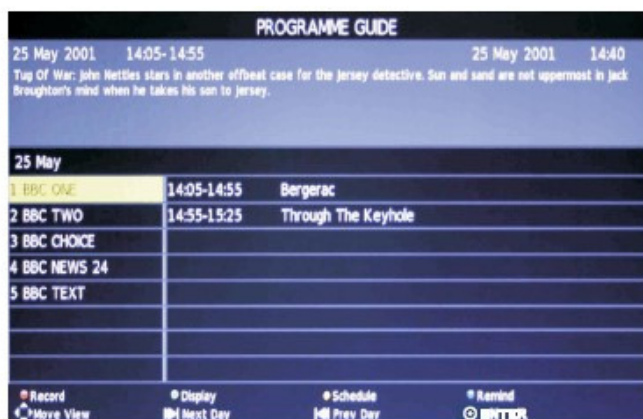 PROGRAMME GUIDE
25 May 2001 14:05-14:55 25 May 2001 14:40
Tug Of War: John Nettles stars in another offbeat case for the Jersey detective. Sun and sand are not uppermost in Jack
Broughton's mind when he takes his son to Jersey.
25 May
1 BBC ONE 14:05-14:55 Bergerac
2 BBC TWO 14:55-15:25 Through The Keyhole
3 BBC CHOICE
4 BBC NEWS 24
5 BBC TEXT
Record Display Schedule Remind
Move View Next Day Prev Day ENTER